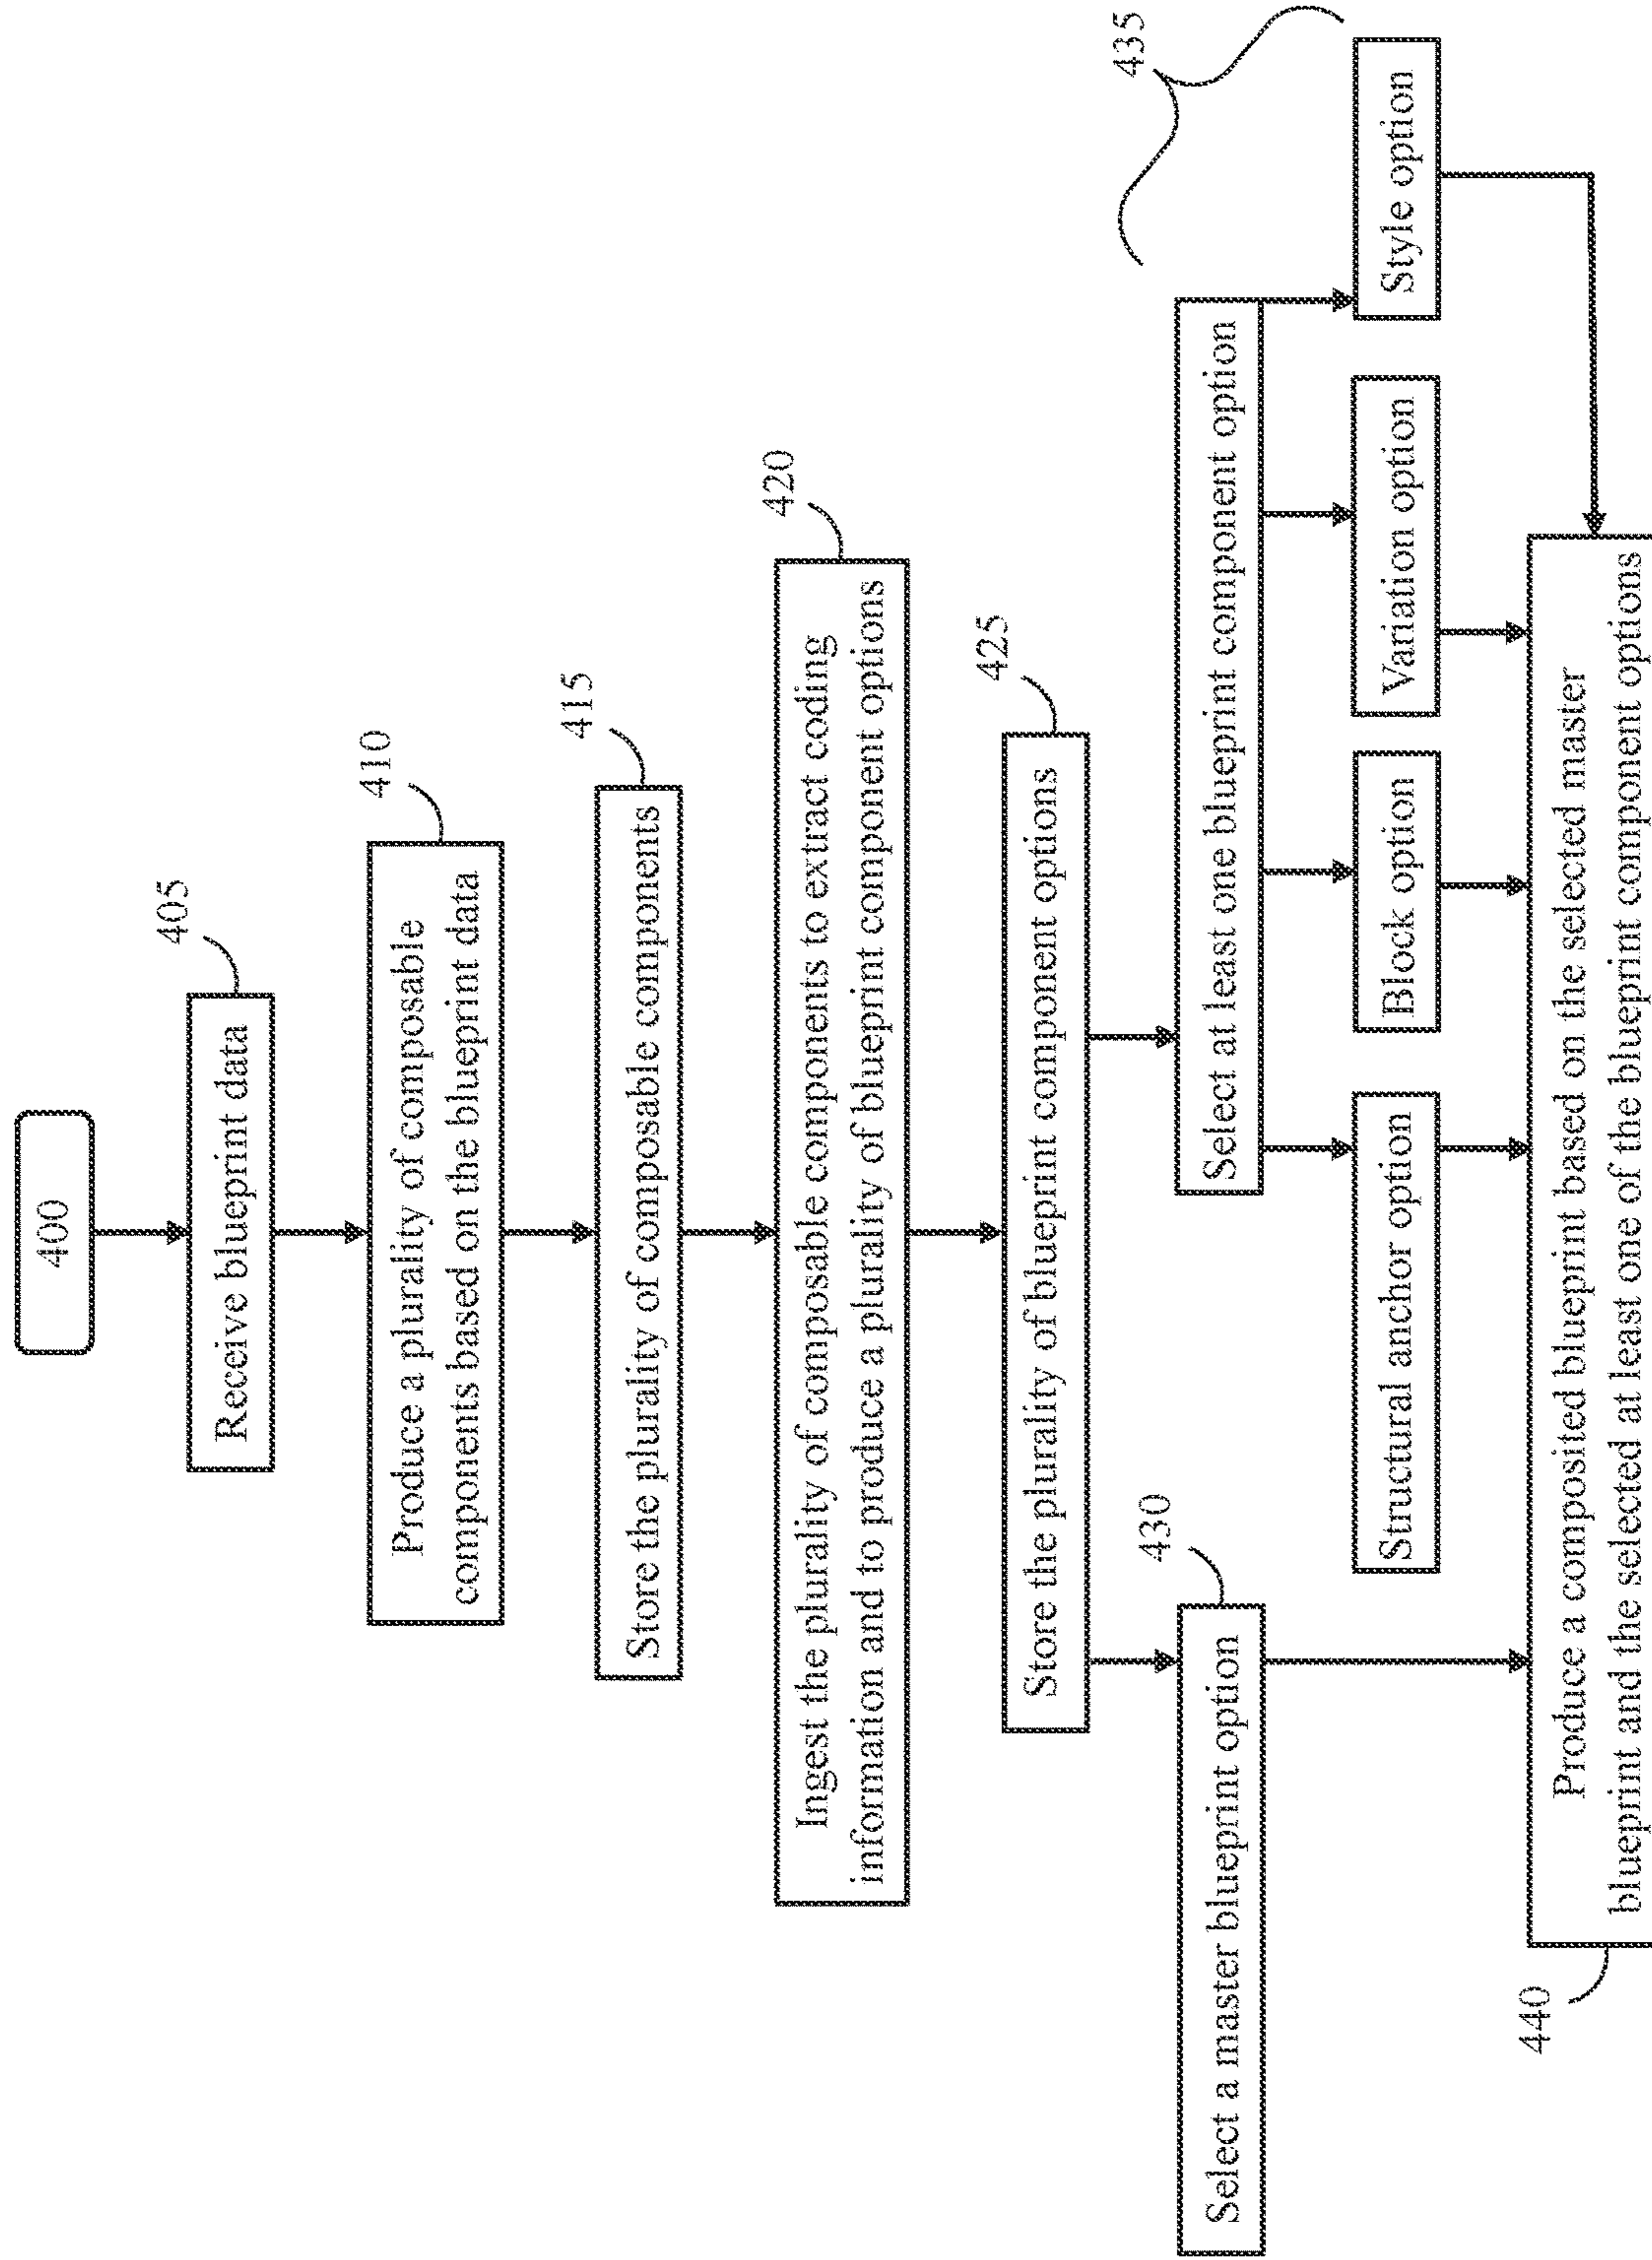 400
405
Receive blueprint data
410
Produce a plurality of composable
components based on the blueprint data
415
Store the plurality of composable components
420
Ingest the plurality of composable components to extract coding
information and to produce a plurality of blueprint component options
425
Store the plurality of blueprint component options
430
Select a master blueprint option
435
Select at least one blueprint component option
Structural anchor option
Block option
Variation option
Style option
440
Produce a composited blueprint based on the selected master
blueprint and the selected at least one of the blueprint component options